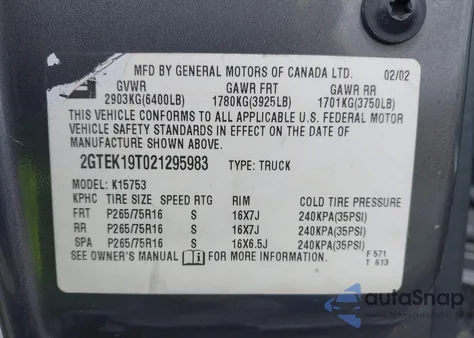 MFD BY GENERAL MOTORS OF CANADA LTD. 02/02
GVWR GAWR FRT GAWR RR
2903KG(6400LB) 1780KG(3925LB) 1701KG(3750LB)
THIS VEHICLE CONFORMS TO ALL APPLICABLE U.S. FEDERAL MOTOR
VEHICLE SAFETY STANDARDS IN EFFECT ON THE DATE OF
MANUFACTURE SHOWN ABOVE.
2GTEK19T021295983 TYPE: TRUCK
MODEL: K15753
KPHC TIRE SIZE SPEED RTG RIM COLD TIRE PRESSURE
FRT P265/75R16 S 16X7J 240KPA(35PSI)
RR P265/75R16 S 16X7J 240KPA(35PSI)
SPA P265/75R16 S 16X6.5J 240KPA(35PSI)
SEE OWNER'S MANUAL FOR MORE INFORMATION.
F 571
T 613
autoSnap